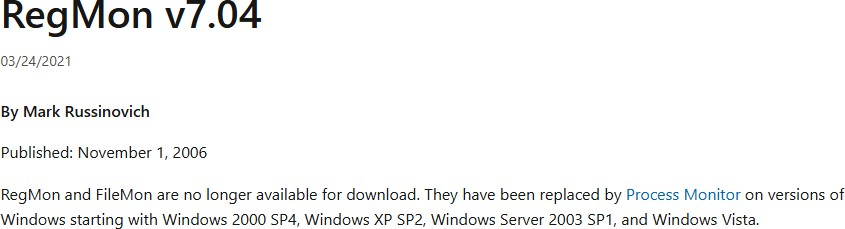 RegMon v7.04
03/24/2021
By Mark Russinovich
Published: November 1, 2006
RegMon and FileMon are no longer available for download. They have been replaced by Process Monitor on versions of
Windows starting with Windows 2000 SP4, Windows XP SP2, Windows Server 2003 SP1, and Windows Vista.